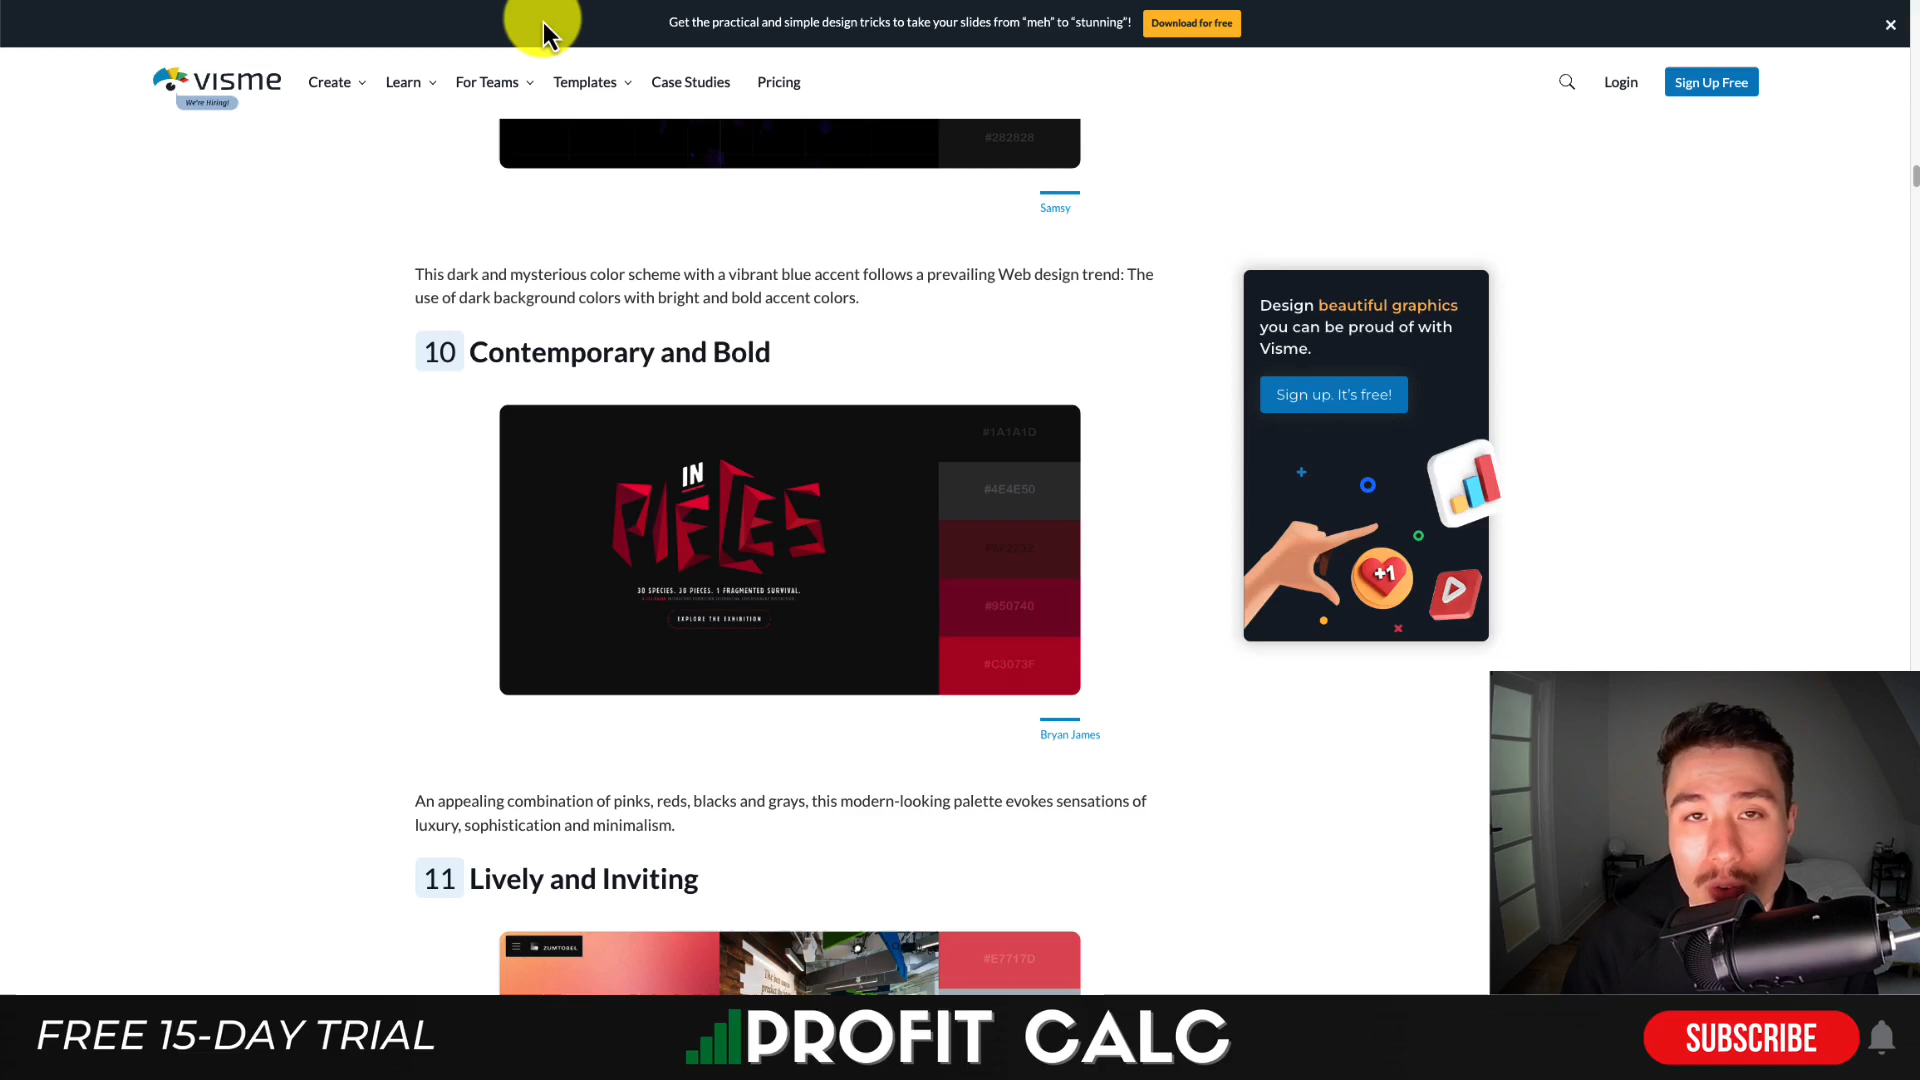 Get the practical and simple design tricks to take your slides from “meh” to “stunning”!
Download for free
visme
We're Hiring!
Create
Learn
For Teams
Templates
Case Studies
Pricing
Login
Sign Up Free
#282828
Samsy
This dark and mysterious color scheme with a vibrant blue accent follows a prevailing Web design trend: The
use of dark background colors with bright and bold accent colors.
10 Contemporary and Bold
#1A1A1D
#4E4E50
#950740
#C3073F
IN
PIECES
30 SPECIES. 30 PIECES. 1 FRAGMENTED SURVIVAL.
EXPLORE THE EXHIBITION
Bryan James
An appealing combination of pinks, reds, blacks and grays, this modern-looking palette evokes sensations of
luxury, sophistication and minimalism.
11 Lively and Inviting
ZUMTOBEL
#E7717D
Design beautiful graphics
you can be proud of with
Visme.
Sign up. It's free!
+1
FREE 15-DAY TRIAL
PROFIT CALC
SUBSCRIBE